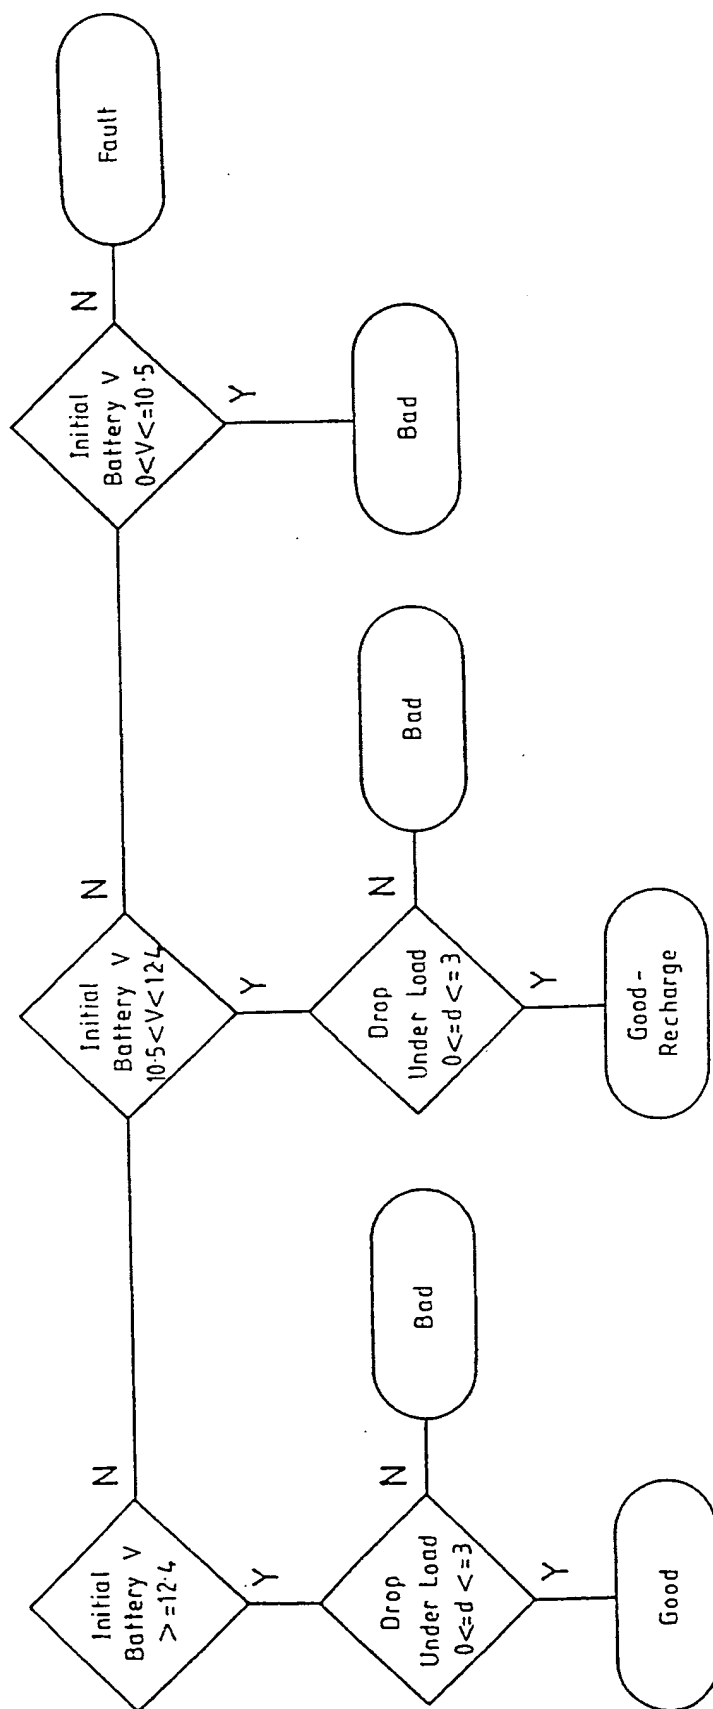 Initial
Battery V
>=12·4
N
Y
Drop
Under Load
0<=d <=3
N
Bad
Y
Good
Initial
Battery V
10·5<V<12·4
N
Y
Drop
Under Load
0<=d <=3
N
Bad
Y
Good-
Recharge
Initial
Battery V
0<V<=10·5
N
Fault
Y
Bad